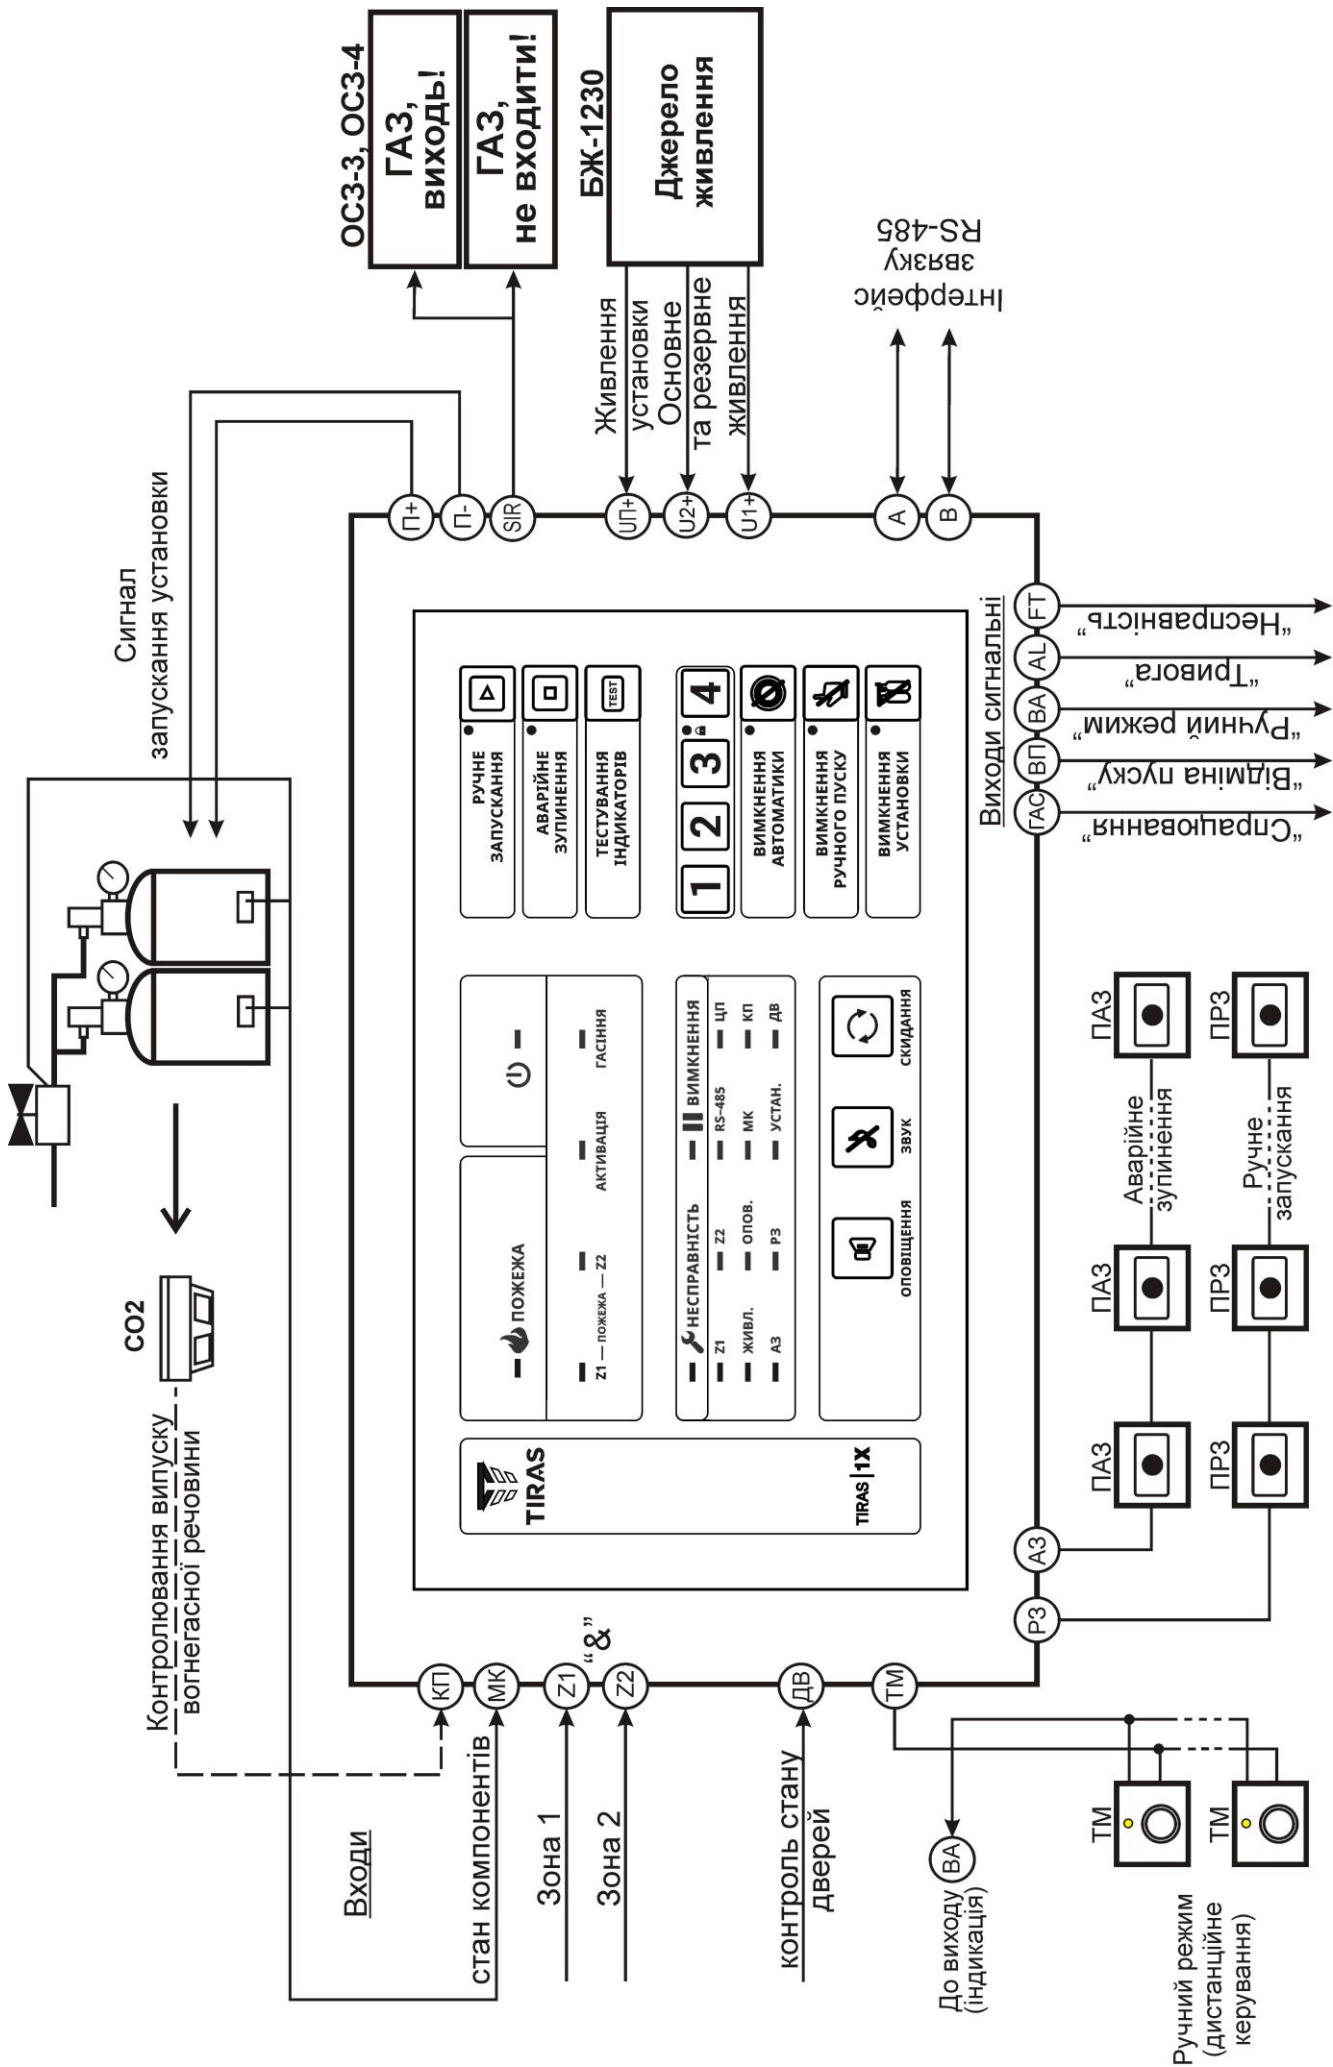 Сигнал
запускання установки
ОСЗ-3, ОСЗ-4
ГАЗ,
виходь!
ГАЗ,
не входити!
БЖ-1230
Джерело
живлення
Живлення
установки
Основне
та резервне
живлення
Інтерфейс
звязку
RS-485
CO2
Контролювання випуску
вогнегасної речовини
Входи
стан компонентів
Зона 1
Зона 2
“&”
контроль стану
дверей
КП
МК
Z1
Z2
ДВ
ТМ
П+
П-
SIR
UП+
U2+
U1+
A
B
TIRAS
TIRAS|1X
ПОЖЕЖА
Z1 — ПОЖЕЖА — Z2
АКТИВАЦІЯ
ГАСІННЯ
НЕСПРАВНІСТЬ
ВИМКНЕННЯ
Z1
Z2
RS–485
ЦП
ЖИВЛ.
ОПОВ.
МК
КП
АЗ
РЗ
УСТАН.
ДВ
ОПОВІЩЕННЯ
ЗВУК
СКИДАННЯ
РУЧНЕ
ЗАПУСКАННЯ
АВАРІЙНЕ
ЗУПИНЕННЯ
ТЕСТУВАННЯ
ІНДИКАТОРІВ
TEST
1 2 3 4
ВИМКНЕННЯ
АВТОМАТИКИ
ВИМКНЕННЯ
РУЧНОГО ПУСКУ
ВИМКНЕННЯ
УСТАНОВКИ
Виходи сигнальні
РЗ
АЗ
ГАС
ВП
ВА
AL
FT
“Спрацювання”
“Відміна пуску”
“Ручний режим”
“Тривога”
“Несправність”
ПАЗ
ПАЗ
Аварійне
зупинення
ПАЗ
ПРЗ
ПРЗ
Ручне
запускання
ПРЗ
ВА
До виходу
(індикація)
ТМ
ТМ
Ручний режим
(дистанційне
керування)